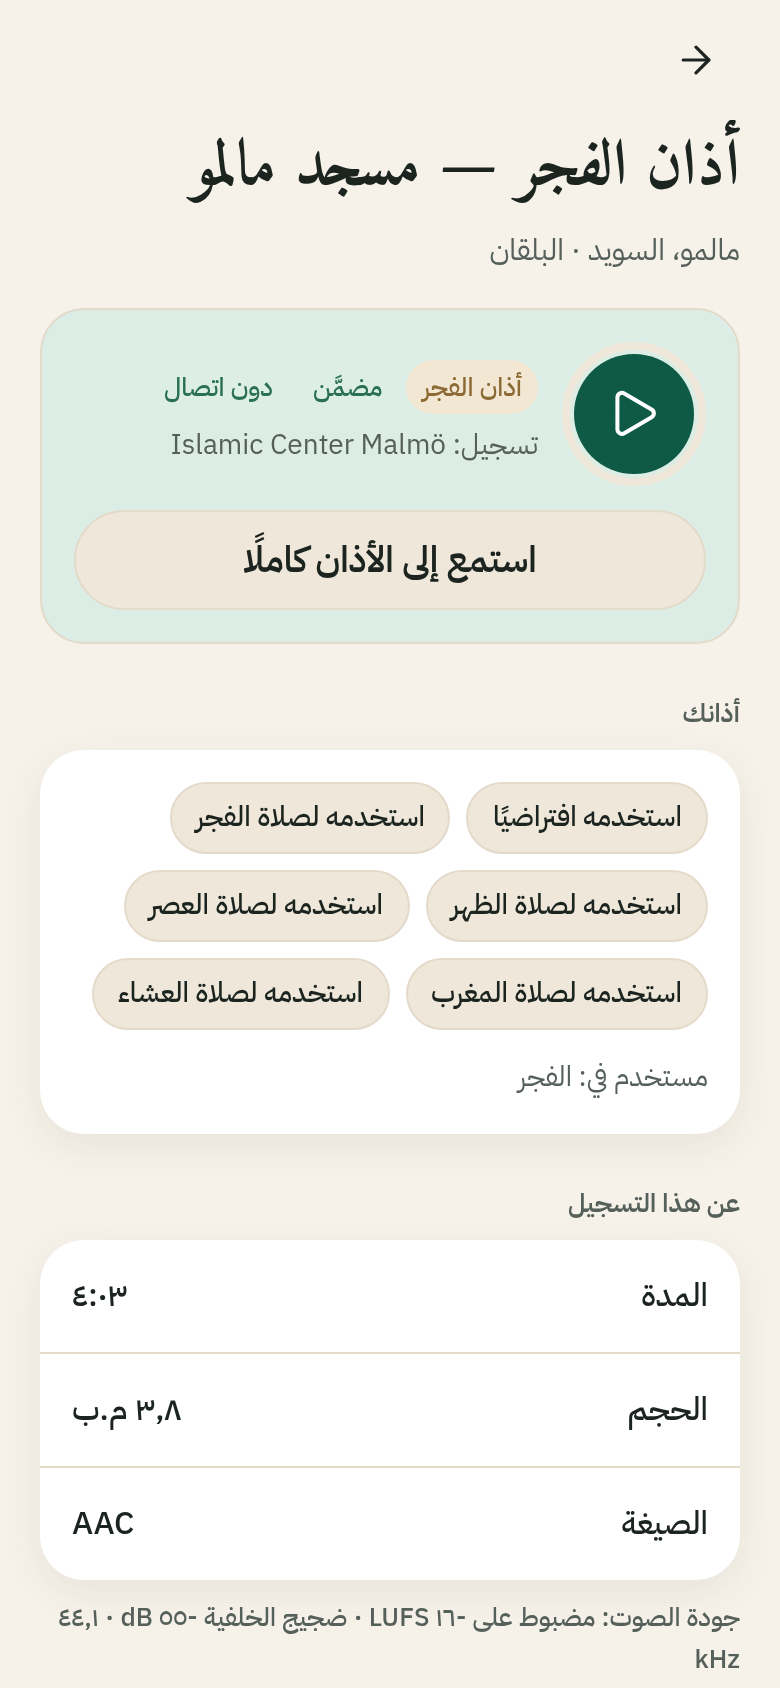 أذان الفجر — مسجد مالمو
مالمو، السويد · البلقان
أذان الفجر
مضمَّن
دون اتصال
تسجيل: Islamic Center Malmö
استمع إلى الأذان كاملًا
أذانك
استخدمه افتراضيًا
استخدمه لصلاة الفجر
استخدمه لصلاة الظهر
استخدمه لصلاة العصر
استخدمه لصلاة المغرب
استخدمه لصلاة العشاء
مستخدم في: الفجر
عن هذا التسجيل
المدة
٤:٠٣
الحجم
٣,٨ م.ب
الصيغة
AAC
جودة الصوت: مضبوط على -١٦ LUFS · ضجيج الخلفية -٥٥ dB · ٤٤,١
kHz